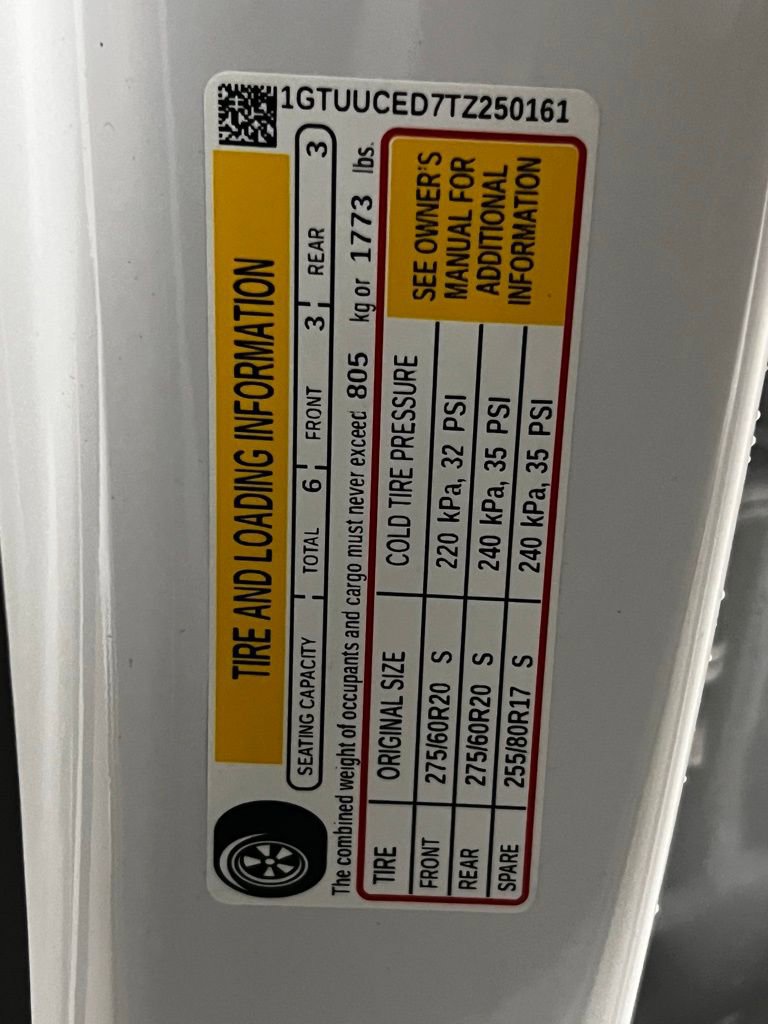 1GTUUCED7TZ250161
TIRE AND LOADING INFORMATION
SEATING CAPACITY TOTAL 6 FRONT 3 REAR 3
The combined weight of occupants and cargo must never exceed 805 kg or 1773 lbs.
TIRE ORIGINAL SIZE COLD TIRE PRESSURE
FRONT 275/60R20 S 220 kPa, 32 PSI
REAR 275/60R20 S 240 kPa, 35 PSI
SPARE 255/80R17 S 240 kPa, 35 PSI
SEE OWNER'S
MANUAL FOR
ADDITIONAL
INFORMATION